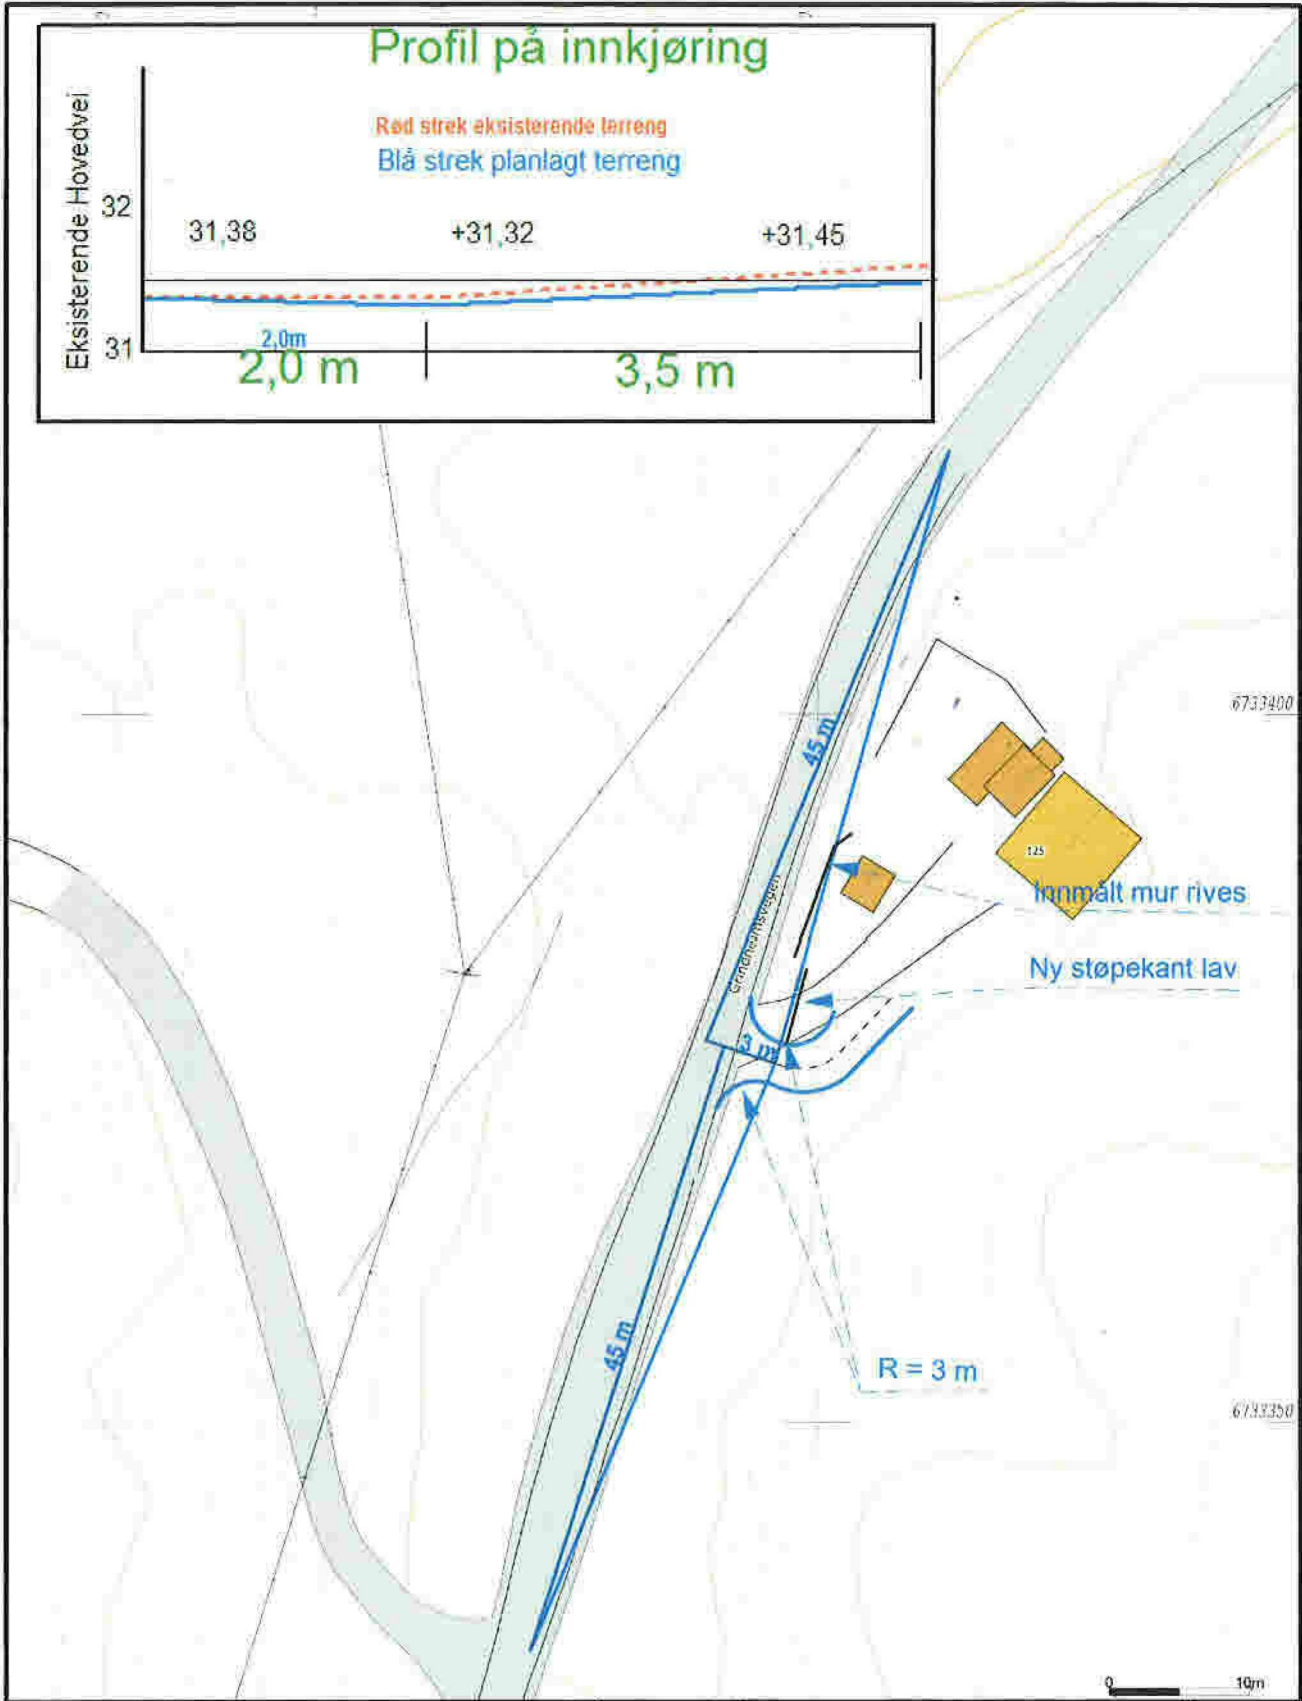 Profil på innkjøring
Rød strek eksisterende terreng
Blå strek planlagt terreng
Eksisterende Hovedvei
32
31,38
+31,32
+31,45
31
2,0m
2,0 m
3,5 m
6733400
45 m
125
Innmålt mur rives
Grindheimsvegen
Ny støpekant lav
3 m
45 m
R = 3 m
6733350
0
10m